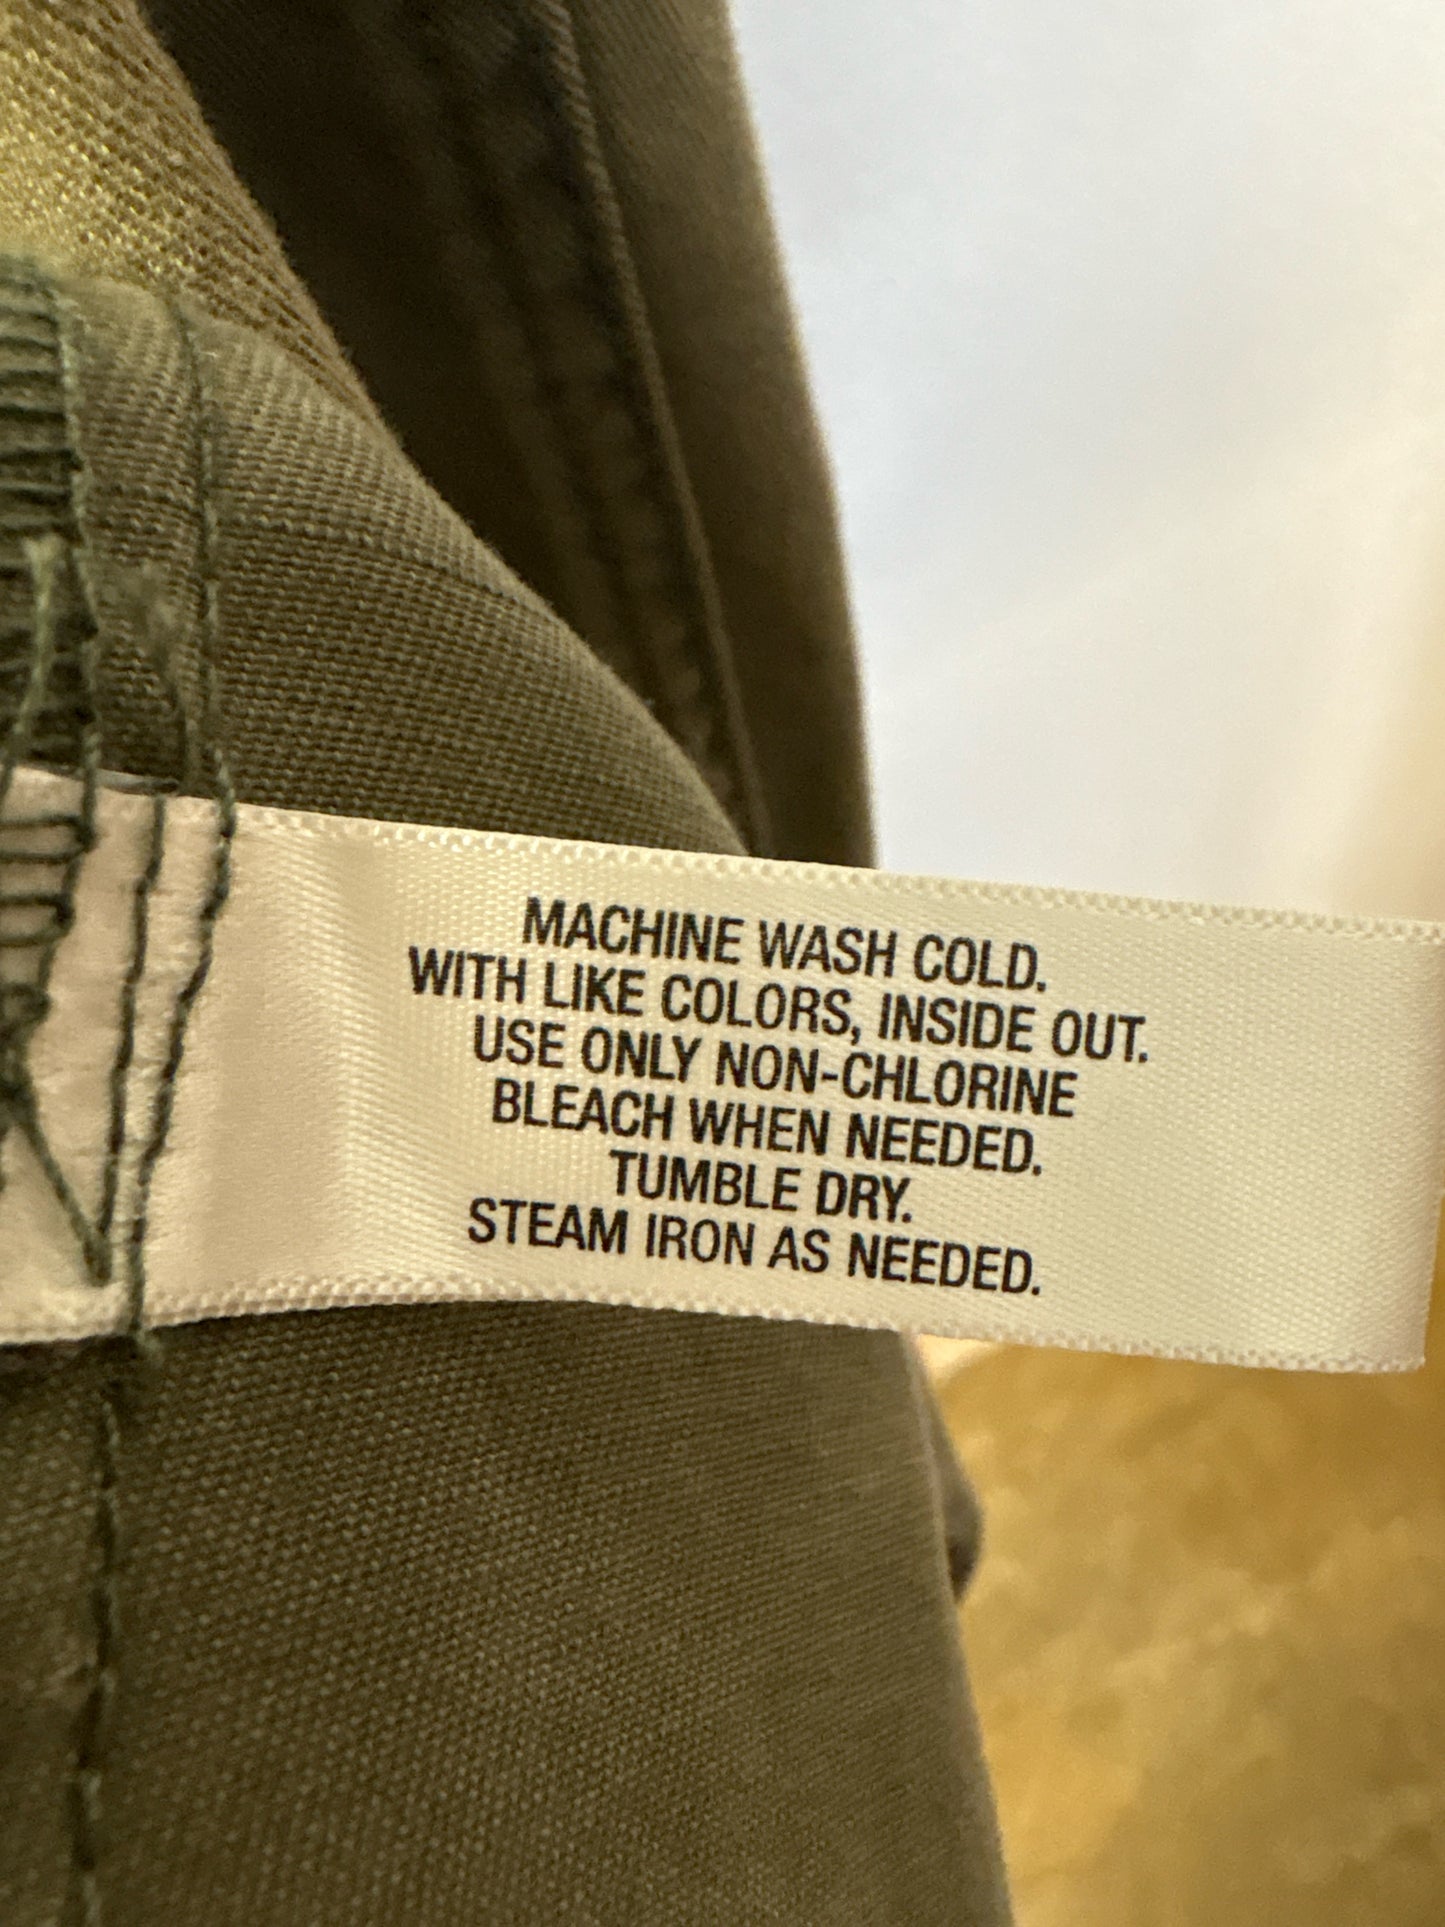 MACHINE WASH COLD.
WITH LIKE COLORS, INSIDE OUT.
USE ONLY NON-CHLORINE
BLEACH WHEN NEEDED.
TUMBLE DRY.
STEAM IRON AS NEEDED.